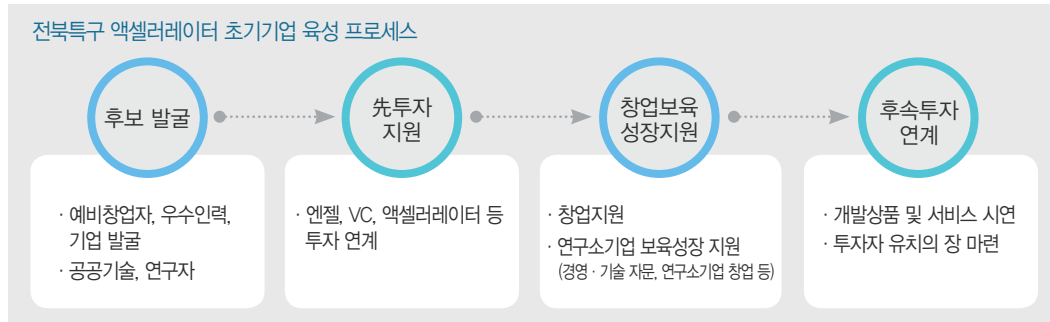 전북특구 액셀러레이터 초기기업 육성 프로세스
후보 발굴
先투자
지원
창업보육
성장지원
후속투자
연계
· 예비창업자, 우수인력,
기업 발굴
· 공공기술, 연구자
· 엔젤, VC, 액셀러레이터 등
투자 연계
· 창업지원
· 연구소기업 보육성장 지원
(경영 · 기술 자문, 연구소기업 창업 등)
· 개발상품 및 서비스 시연
· 투자자 유치의 장 마련